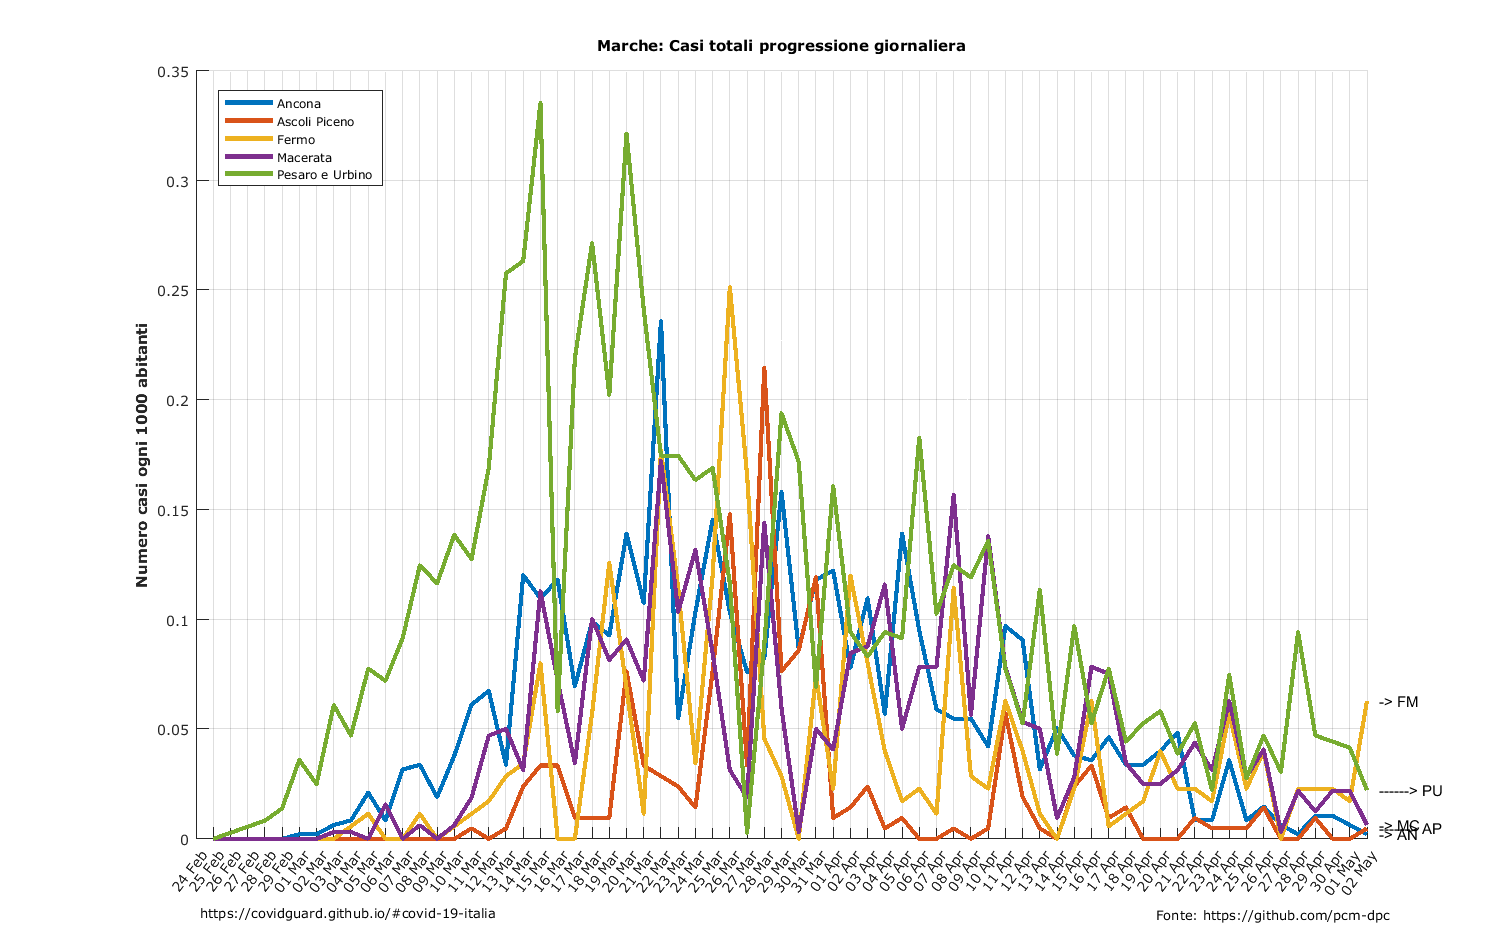 Marche: Casi totali progressione giornaliera
Numero casi ogni 1000 abitanti
0.35
0.3
0.25
0.2
0.15
0.1
0.05
0
Ancona
Ascoli Piceno
Fermo
Macerata
Pesaro e Urbino
-> FM
------> PU
-> MC
------> AP
-> AN
24 Feb
25 Feb
26 Feb
27 Feb
28 Feb
29 Feb
01 Mar
02 Mar
03 Mar
04 Mar
05 Mar
06 Mar
07 Mar
08 Mar
09 Mar
10 Mar
11 Mar
12 Mar
13 Mar
14 Mar
15 Mar
16 Mar
17 Mar
18 Mar
19 Mar
20 Mar
21 Mar
22 Mar
23 Mar
24 Mar
25 Mar
26 Mar
27 Mar
28 Mar
29 Mar
30 Mar
31 Mar
01 Apr
02 Apr
03 Apr
04 Apr
05 Apr
06 Apr
07 Apr
08 Apr
09 Apr
10 Apr
11 Apr
12 Apr
13 Apr
14 Apr
15 Apr
16 Apr
17 Apr
18 Apr
19 Apr
20 Apr
21 Apr
22 Apr
23 Apr
24 Apr
25 Apr
26 Apr
27 Apr
28 Apr
29 Apr
30 Apr
01 May
02 May
https://covidguard.github.io/#covid-19-italia
Fonte: https://github.com/pcm-dpc